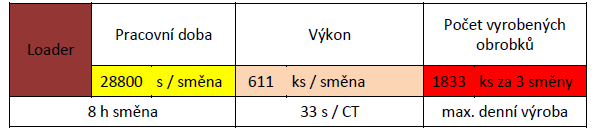 Loader
Pracovní doba
Výkon
Počet vyrobených
obrobků
28800 s / směna
611 ks / směna
1833 ks za 3 směny
8 h směna
33 s / CT
max. denní výroba